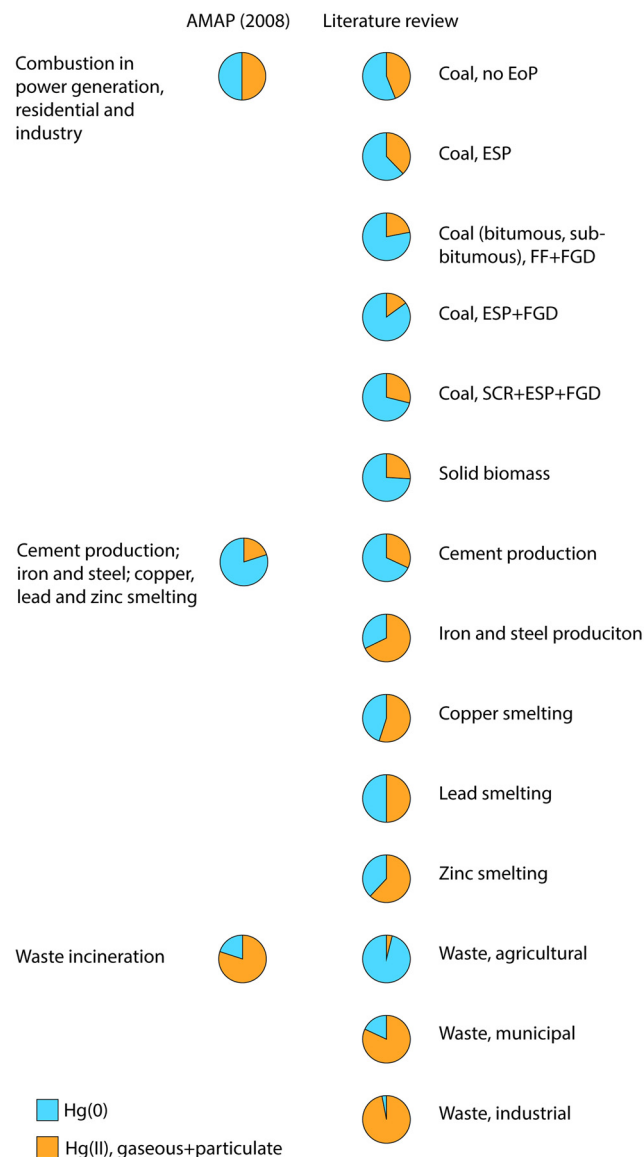 AMAP (2008)
Literature review
Combustion in
power generation,
residential and
industry
Coal, no EoP
Coal, ESP
Coal (bitumous, sub-
bitumous), FF+FGD
Coal, ESP+FGD
Coal, SCR+ESP+FGD
Solid biomass
Cement production;
iron and steel; copper,
lead and zinc smelting
Cement production
Iron and steel produciton
Copper smelting
Lead smelting
Zinc smelting
Waste incineration
Waste, agricultural
Waste, municipal
Waste, industrial
Hg(0)
Hg(II), gaseous+particulate